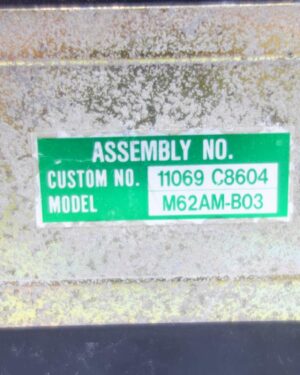 ASSEMBLY NO.
CUSTOM NO. 11069 C8604
MODEL M62AM-B03